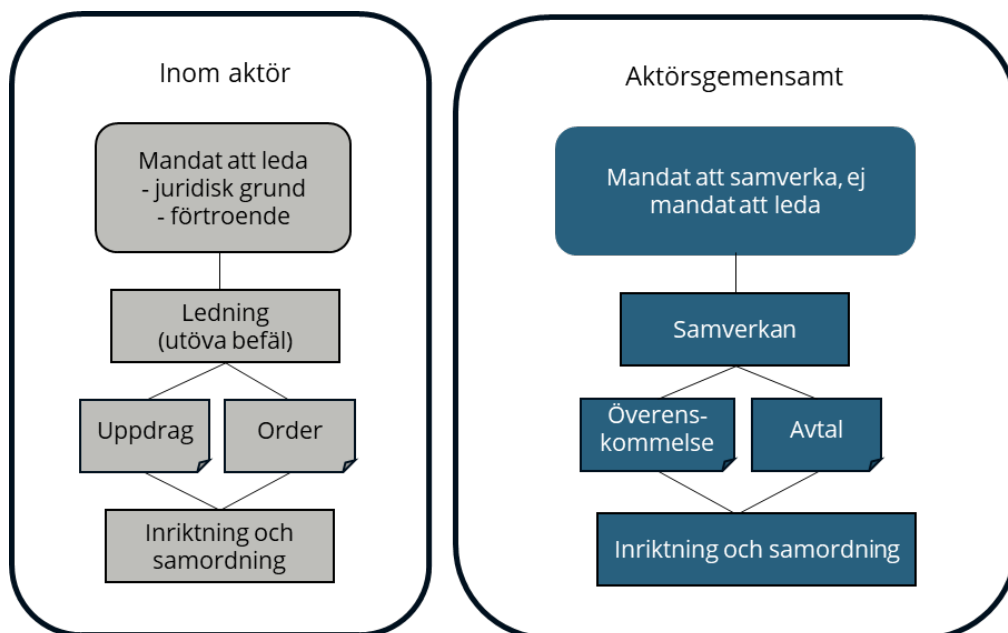 Inom aktör
Mandat att leda
- juridisk grund
- förtroende
Ledning
(utöva befäl)
Uppdrag
Order
Inriktning och
samordning
Aktörsgemensamt
Mandat att samverka, ej
mandat att leda
Samverkan
Överens-
kommelse
Avtal
Inriktning och samordning